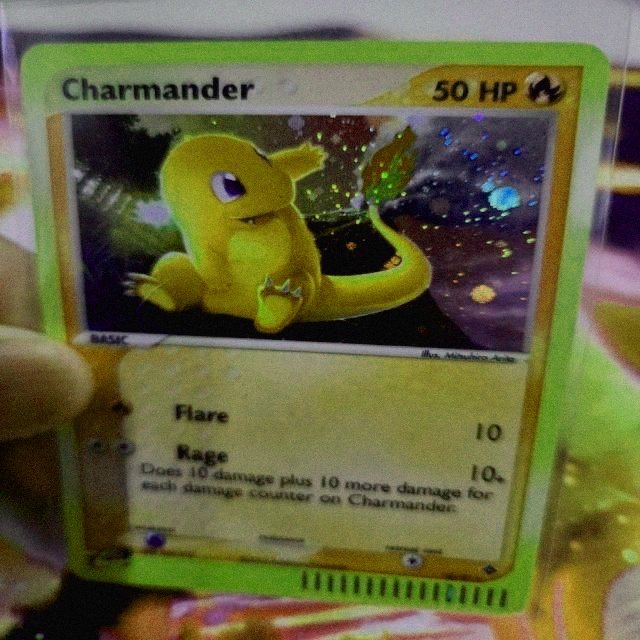 Charmander 50 HP
BASIC
Illus. Mitsuhiro Arita
Flare 10
Rage 10+
Does 10 damage plus 10 more damage for
each damage counter on Charmander.